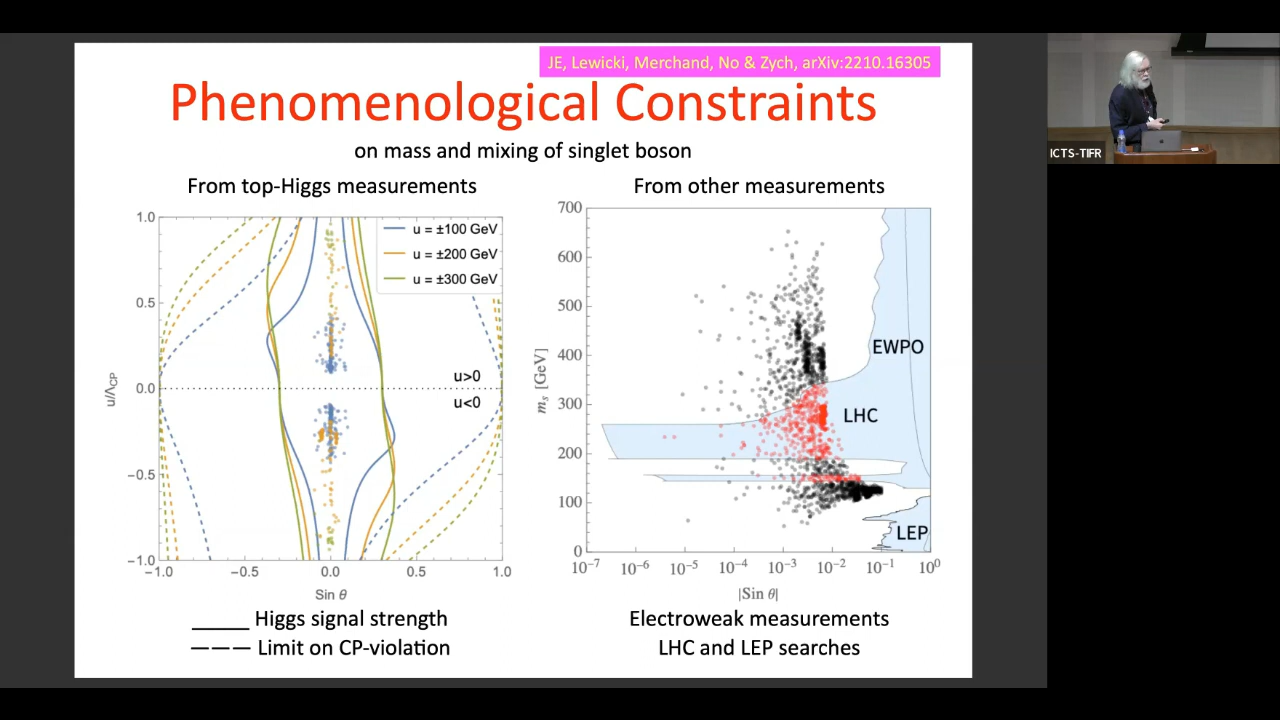 JE, Lewicki, Merchand, No & Zych, arXiv:2210.16305
Phenomenological Constraints
on mass and mixing of singlet boson
From top-Higgs measurements
From other measurements
1.0
0.5
0.0
−0.5
−1.0
u/Λ_CP
u = ±100 GeV
u = ±200 GeV
u = ±300 GeV
u>0
u<0
−1.0
−0.5
0.0
0.5
1.0
Sin θ
700
600
500
400
300
200
100
0
m_s [GeV]
EWPO
LHC
LEP
10^-7
10^-6
10^-5
10^-4
10^-3
10^-2
10^-1
10^0
|Sin θ|
Higgs signal strength
Limit on CP-violation
Electroweak measurements
LHC and LEP searches
ICTS-TIFR